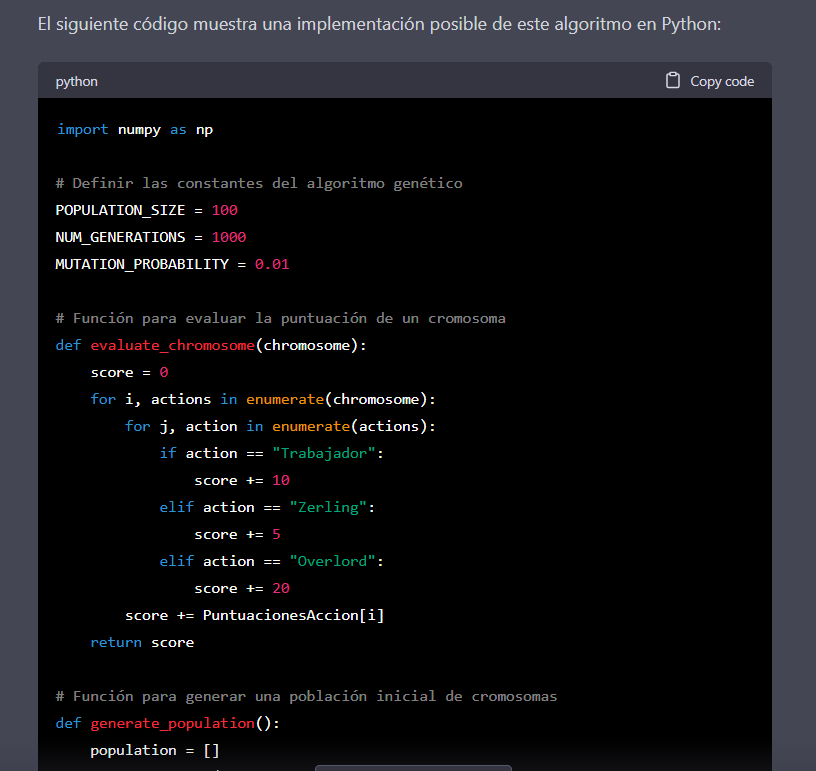 El siguiente código muestra una implementación posible de este algoritmo en Python:
python
Copy code
import numpy as np
# Definir las constantes del algoritmo genético
POPULATION_SIZE = 100
NUM_GENERATIONS = 1000
MUTATION_PROBABILITY = 0.01
# Función para evaluar la puntuación de un cromosoma
def evaluate_chromosome(chromosome):
    score = 0
    for i, actions in enumerate(chromosome):
        for j, action in enumerate(actions):
            if action == "Trabajador":
                score += 10
            elif action == "Zerling":
                score += 5
            elif action == "Overlord":
                score += 20
        score += PuntuacionesAccion[i]
    return score
# Función para generar una población inicial de cromosomas
def generate_population():
    population = []